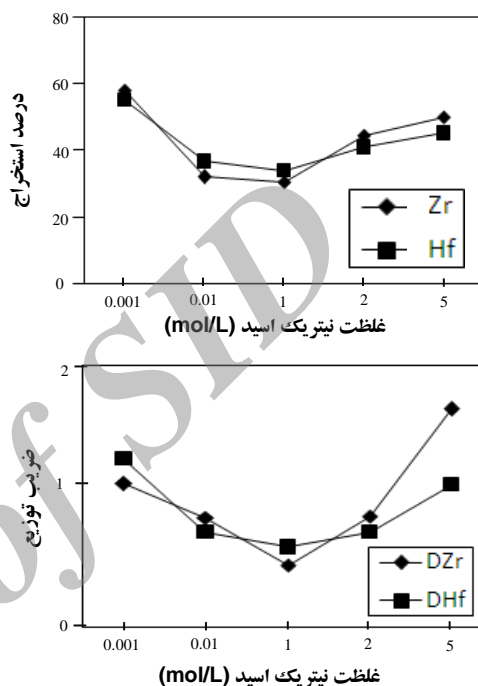 80
60
40
20
0
درصد استخراج
Zr
Hf
0.001 0.01 1 2 5
غلظت نیتریک اسید (mol/L)
2
1
0
ضریب توزیع
DZr
DHf
0.001 0.01 1 2 5
غلظت نیتریک اسید (mol/L)
of SID